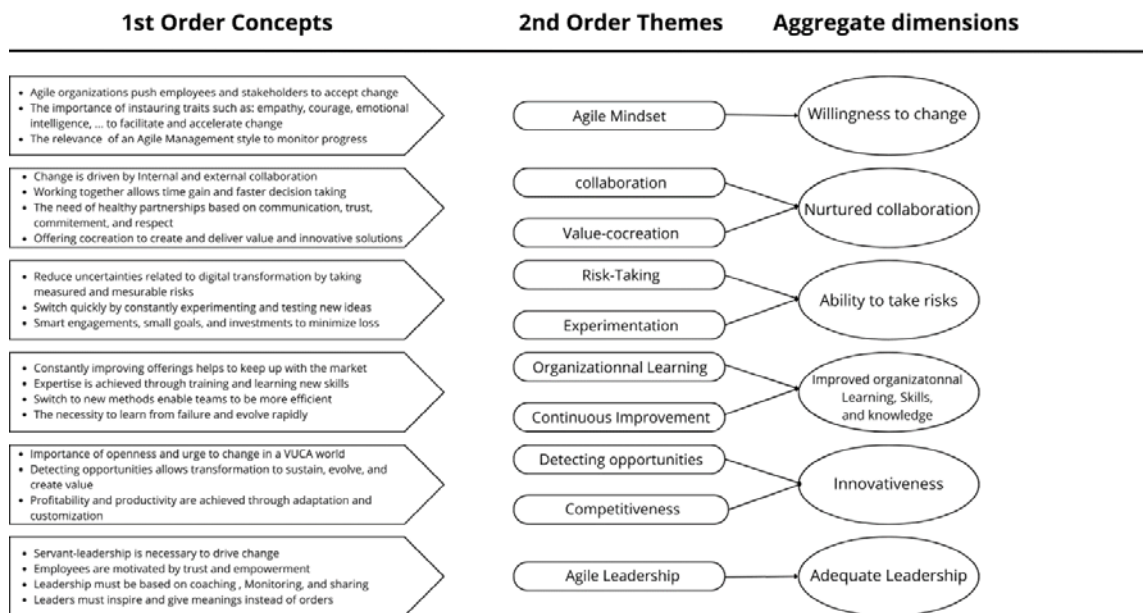 1st Order Concepts
2nd Order Themes
Aggregate dimensions
• Agile organizations push employees and stakeholders to accept change
• The importance of instauring traits such as: empathy, courage, emotional
intelligence, ... to facilitate and accelerate change
• The relevance of an Agile Management style to monitor progress
Agile Mindset
Willingness to change
• Change is driven by Internal and external collaboration
• Working together allows time gain and faster decision taking
• The need of healthy partnerships based on communication, trust,
commitement, and respect
• Offering cocreation to create and deliver value and innovative solutions
collaboration
Value-cocreation
Nurtured collaboration
• Reduce uncertainties related to digital transformation by taking
measured and mesurable risks
• Switch quickly by constantly experimenting and testing new ideas
• Smart engagements, small goals, and investments to minimize loss
Risk-Taking
Experimentation
Ability to take risks
• Constantly improving offerings helps to keep up with the market
• Expertise is achieved through training and learning new skills
• Switch to new methods enable teams to be more efficient
• The necessity to learn from failure and evolve rapidly
Organizationnal Learning
Continuous Improvement
Improved organizatonnal
Learning, Skills,
and knowledge
• Importance of openness and urge to change in a VUCA world
• Detecting opportunities allows transformation to sustain, evolve, and
create value
• Profitability and productivity are achieved through adaptation and
customization
Detecting opportunities
Competitiveness
Innovativeness
• Servant-leadership is necessary to drive change
• Employees are motivated by trust and empowerment
• Leadership must be based on coaching , Monitoring, and sharing
• Leaders must inspire and give meanings instead of orders
Agile Leadership
Adequate Leadership